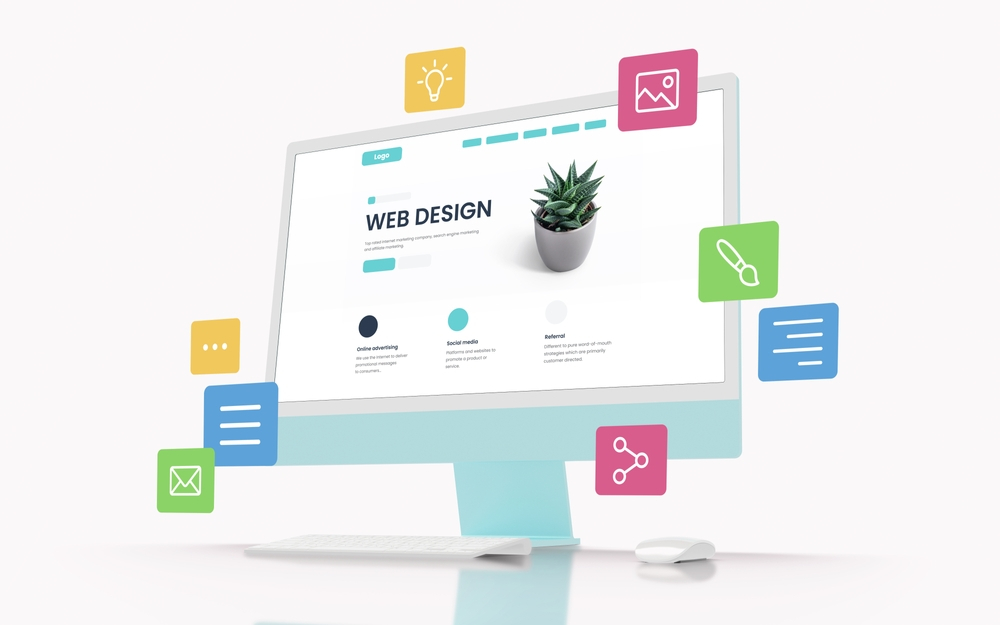 Logo
WEB DESIGN
Top rated internet marketing company, search engine marketing
and affiliate marketing
Online advertising
We use the internet to deliver
promotional messages
to consumers.
Social media
Platforms and websites to
promote a product or
service.
Referral
Different to pure word-of-mouth
strategies which are primarily
customer directed.